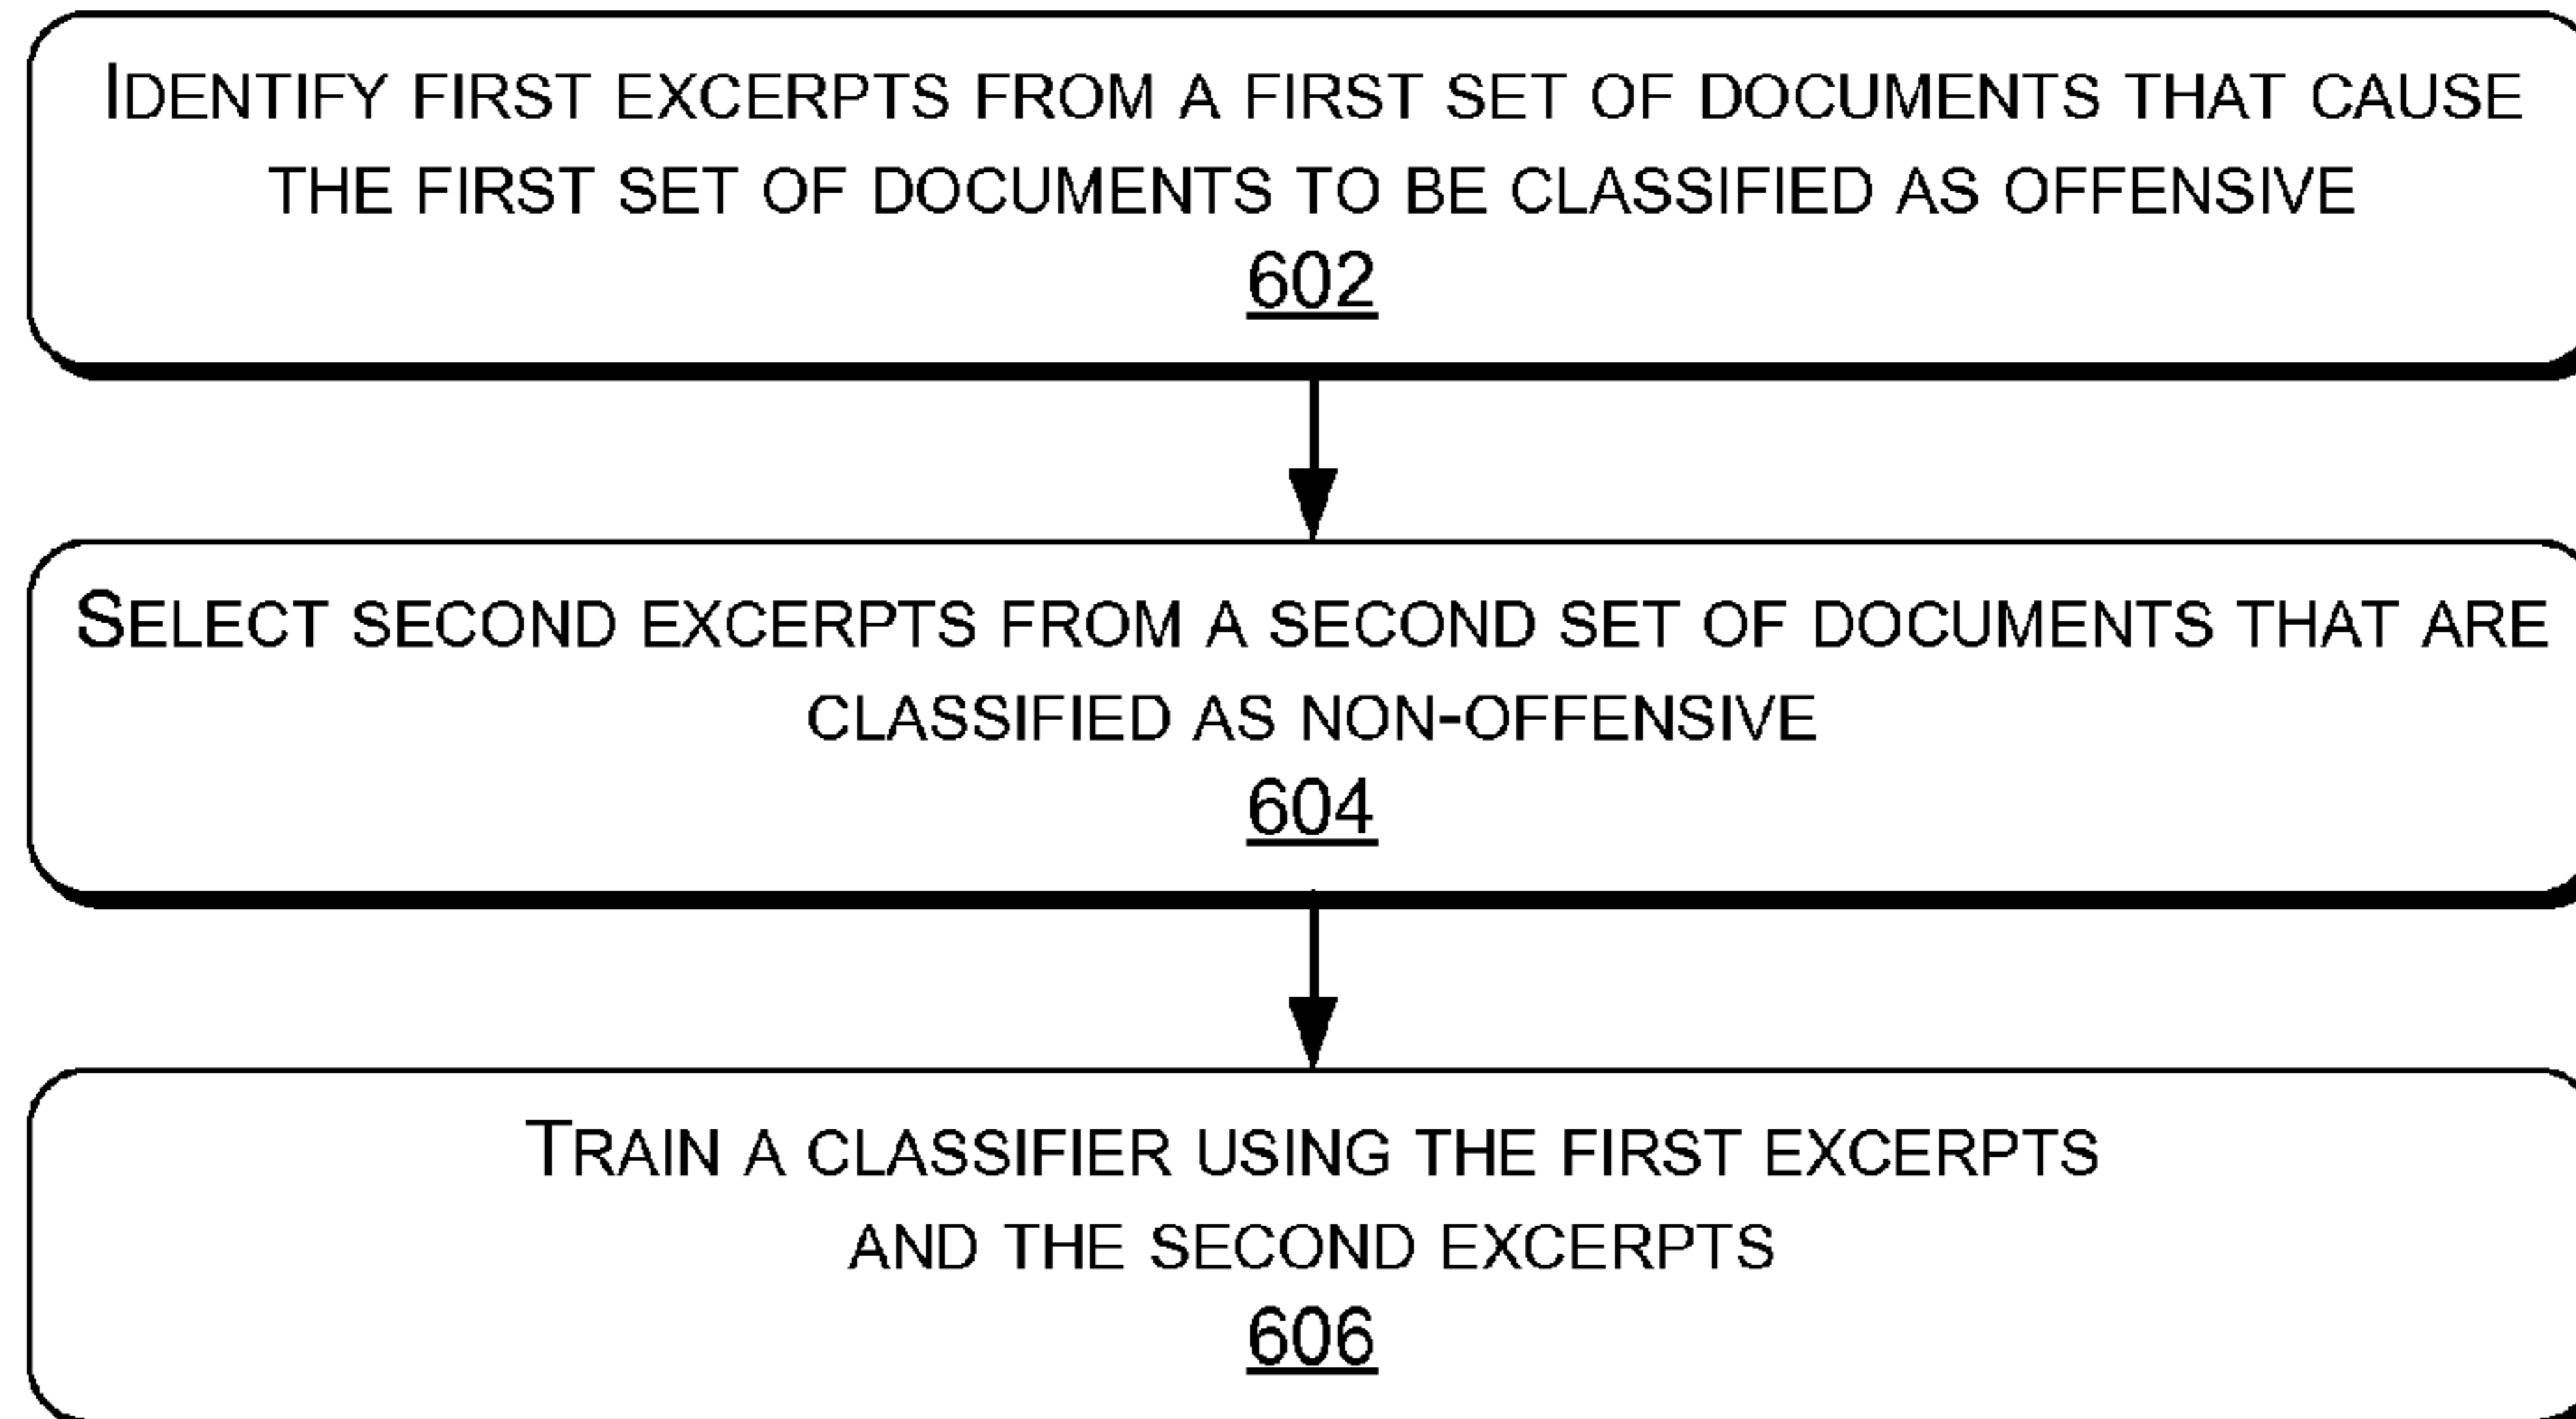 IDENTIFY FIRST EXCERPTS FROM A FIRST SET OF DOCUMENTS THAT CAUSE
THE FIRST SET OF DOCUMENTS TO BE CLASSIFIED AS OFFENSIVE
602
SELECT SECOND EXCERPTS FROM A SECOND SET OF DOCUMENTS THAT ARE
CLASSIFIED AS NON-OFFENSIVE
604
TRAIN A CLASSIFIER USING THE FIRST EXCERPTS
AND THE SECOND EXCERPTS
606